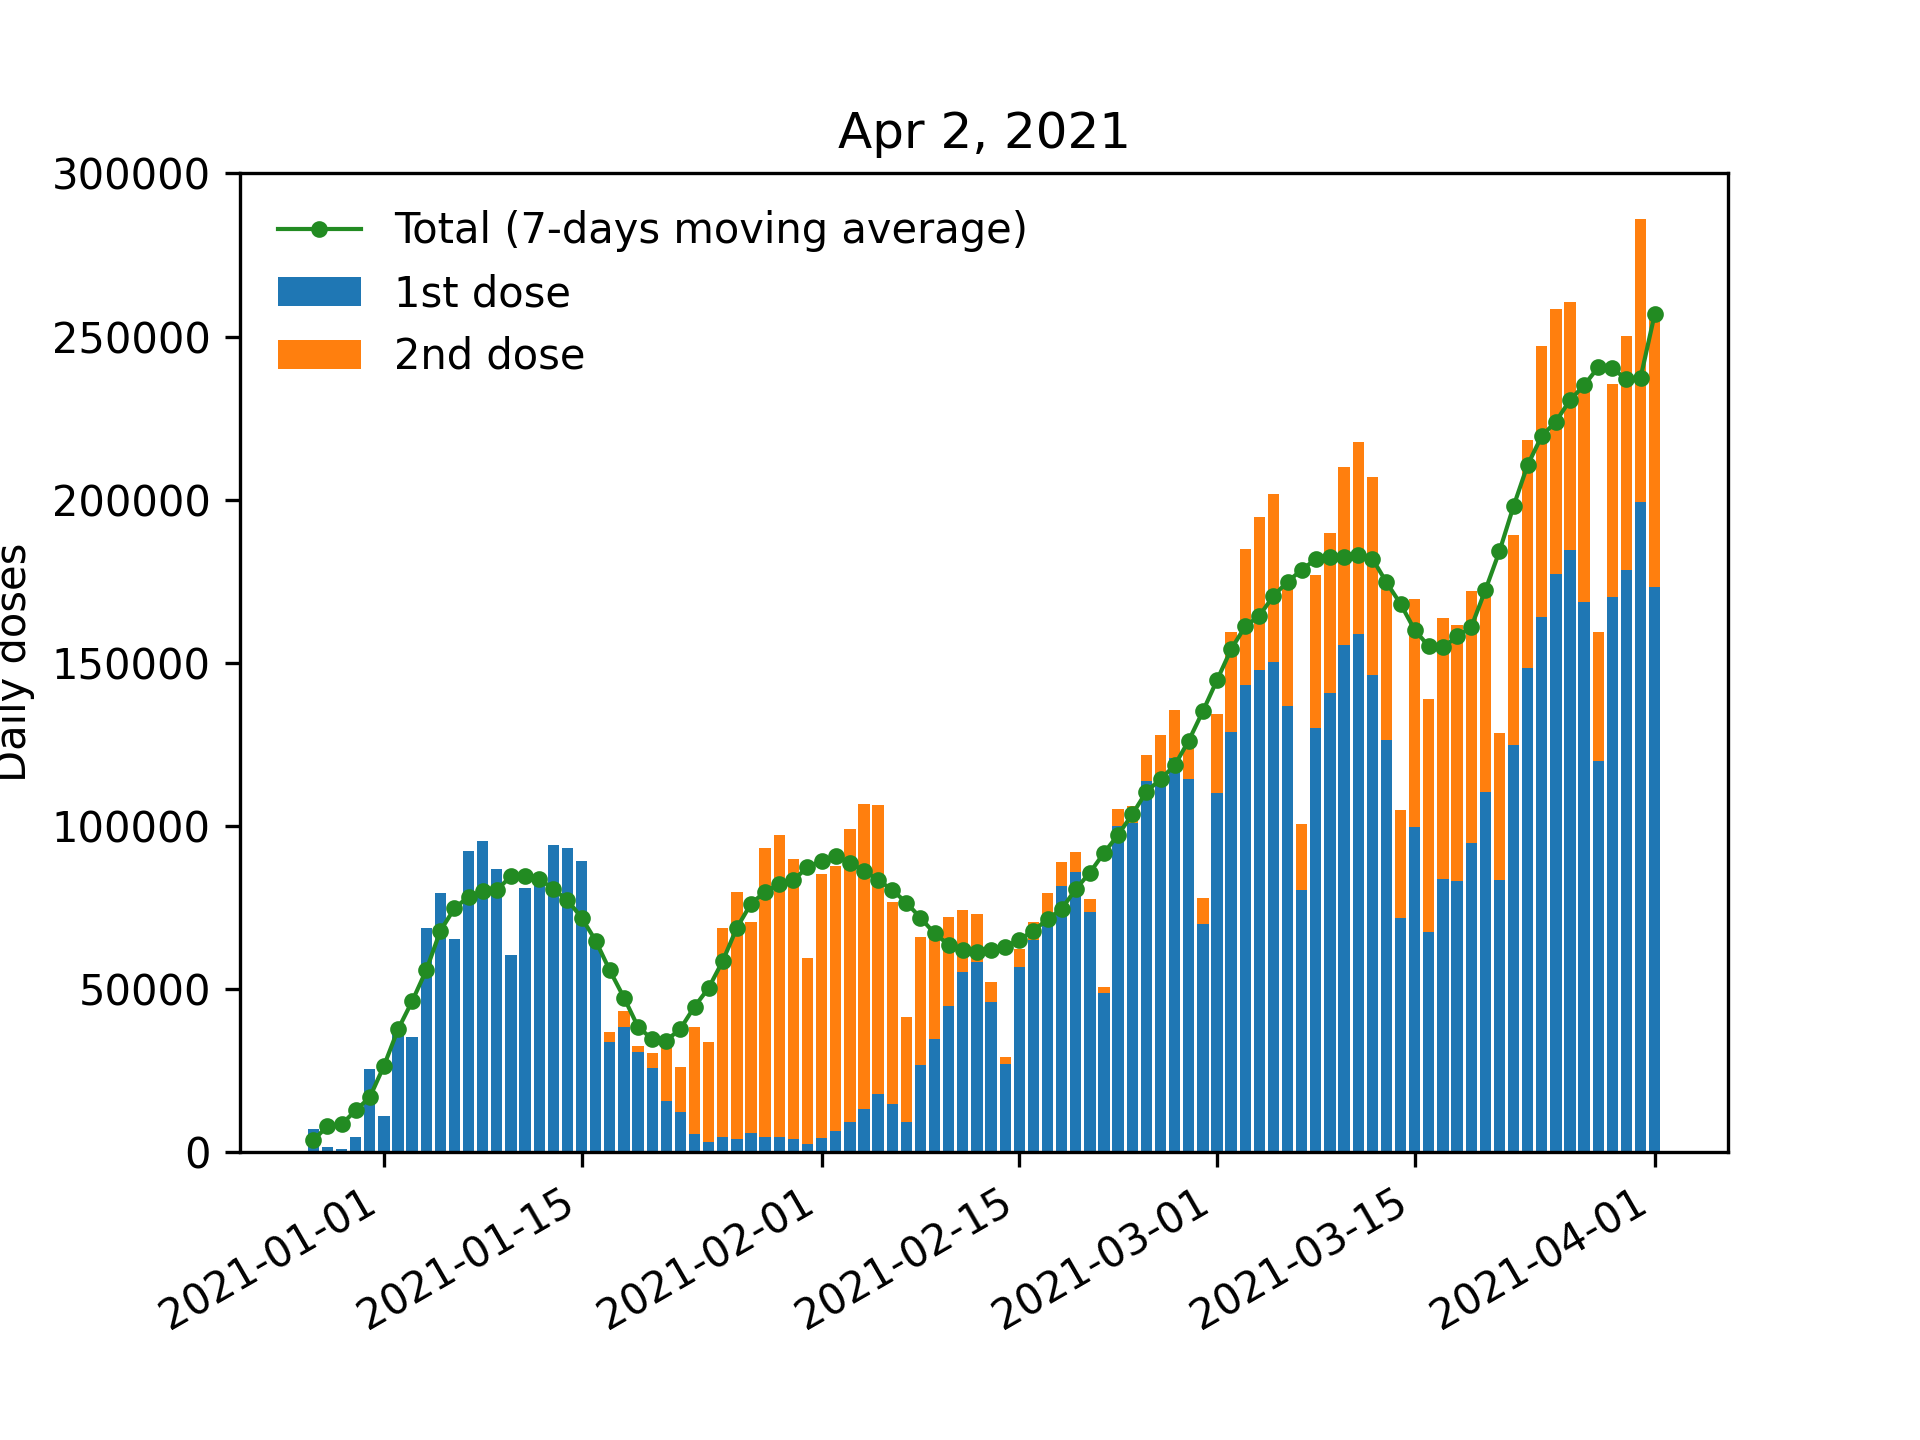 Apr 2, 2021
300000
250000
200000
150000
100000
50000
0
Daily doses
Total (7-days moving average)
1st dose
2nd dose
2021-01-01
2021-01-15
2021-02-01
2021-02-15
2021-03-01
2021-03-15
2021-04-01